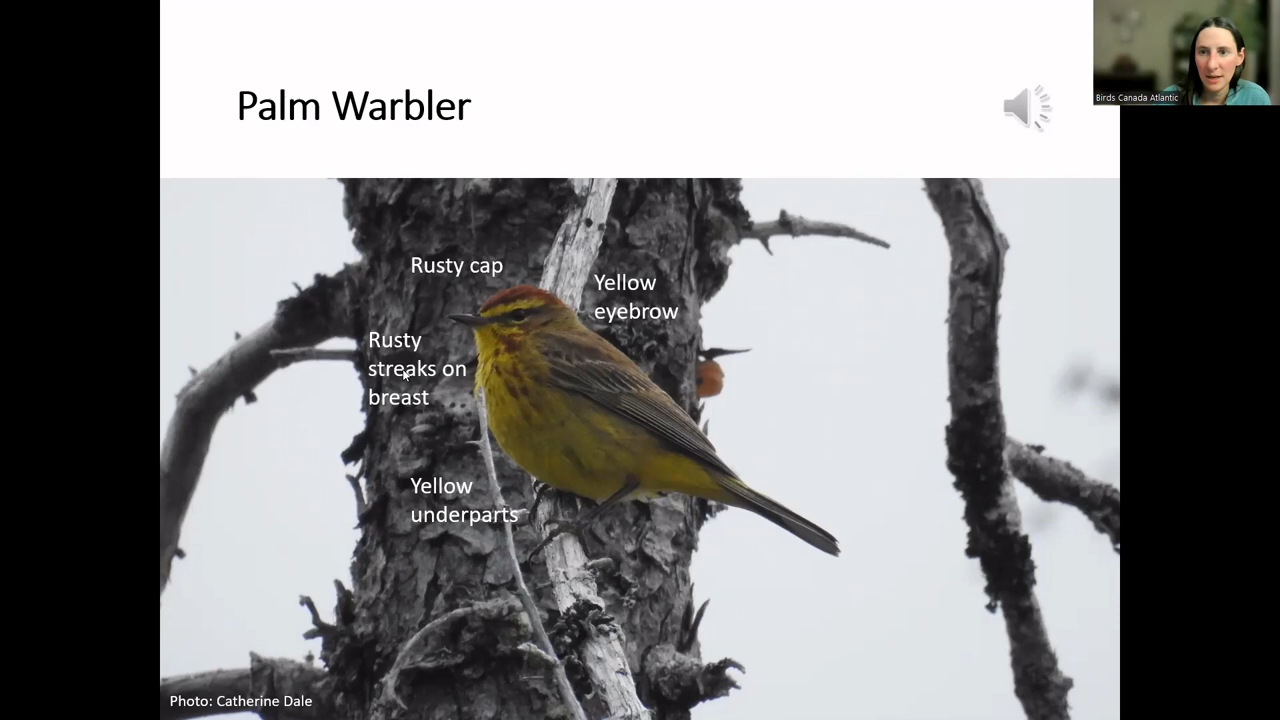 Palm Warbler
Birds Canada Atlantic
Rusty cap
Yellow
eyebrow
Rusty
streaks on
breast
Yellow
underparts
Photo: Catherine Dale